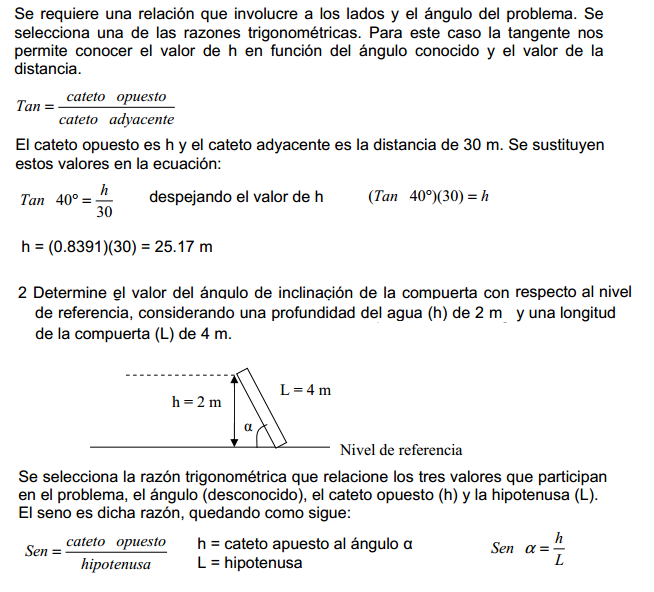 Se requiere una relación que involucre a los lados y el ángulo del problema. Se
selecciona una de las razones trigonométricas. Para este caso la tangente nos
permite conocer el valor de h en función del ángulo conocido y el valor de la
distancia.
Tan = cateto opuesto / cateto adyacente
El cateto opuesto es h y el cateto adyacente es la distancia de 30 m. Se sustituyen
estos valores en la ecuación:
Tan 40° = h / 30 despejando el valor de h (Tan 40°)(30) = h
h = (0.8391)(30) = 25.17 m
2 Determine el valor del ángulo de inclinación de la compuerta con respecto al nivel
de referencia, considerando una profundidad del agua (h) de 2 m y una longitud
de la compuerta (L) de 4 m.
L = 4 m
h = 2 m
α
Nivel de referencia
Se selecciona la razón trigonométrica que relacione los tres valores que participan
en el problema, el ángulo (desconocido), el cateto opuesto (h) y la hipotenusa (L).
El seno es dicha razón, quedando como sigue:
Sen = cateto opuesto / hipotenusa
h = cateto apuesto al ángulo α
L = hipotenusa
Sen α = h / L